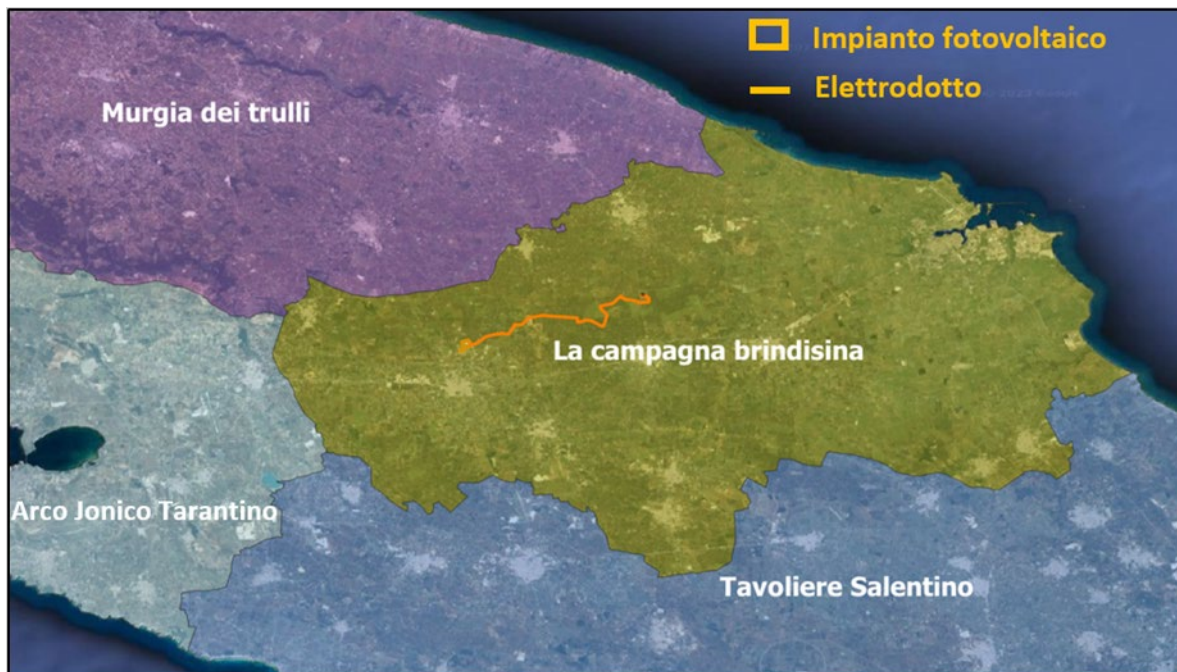 Impianto fotovoltaico
Elettrodotto
Murgia dei trulli
La campagna brindisina
Arco Jonico Tarantino
Tavoliere Salentino